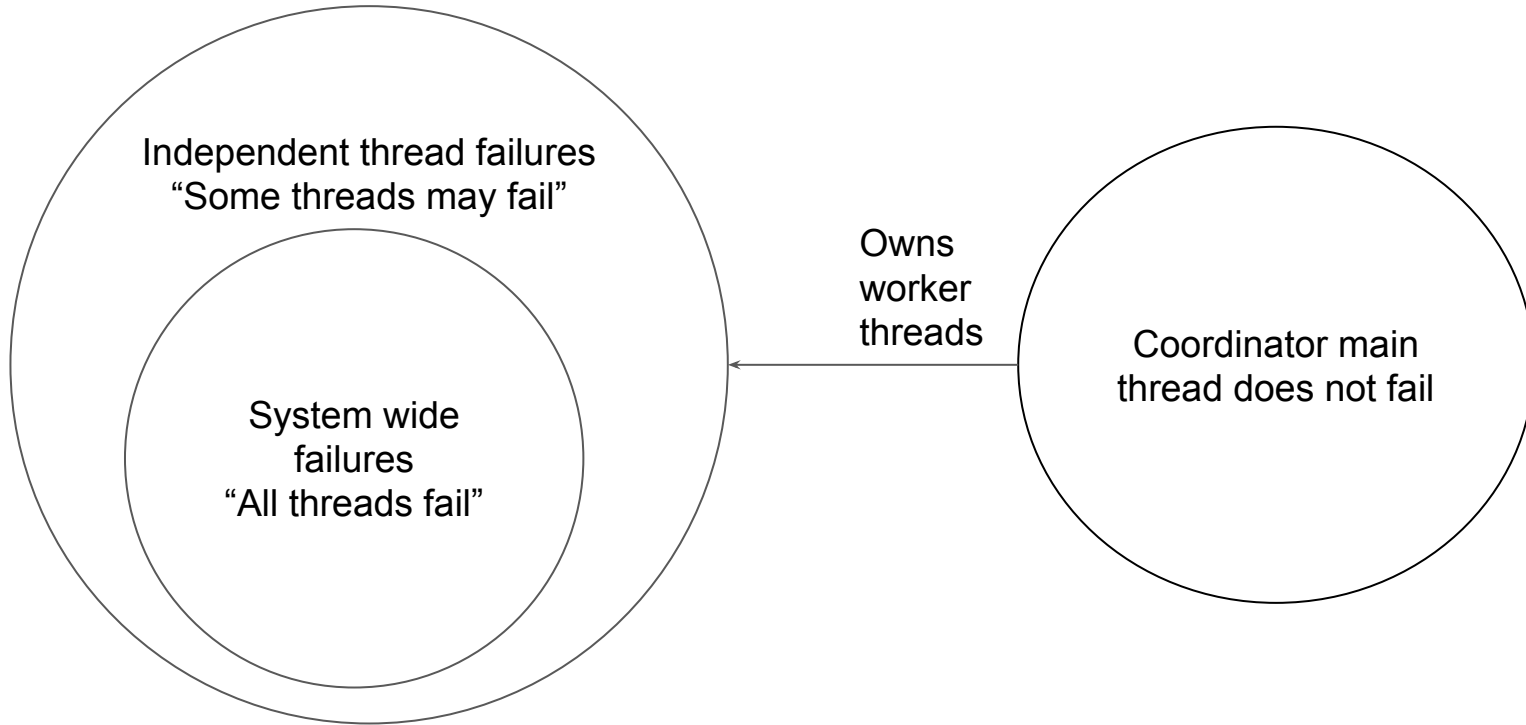 Independent thread failures
“Some threads may fail”
System wide
failures
“All threads fail”
Owns
worker
threads
Coordinator main
thread does not fail